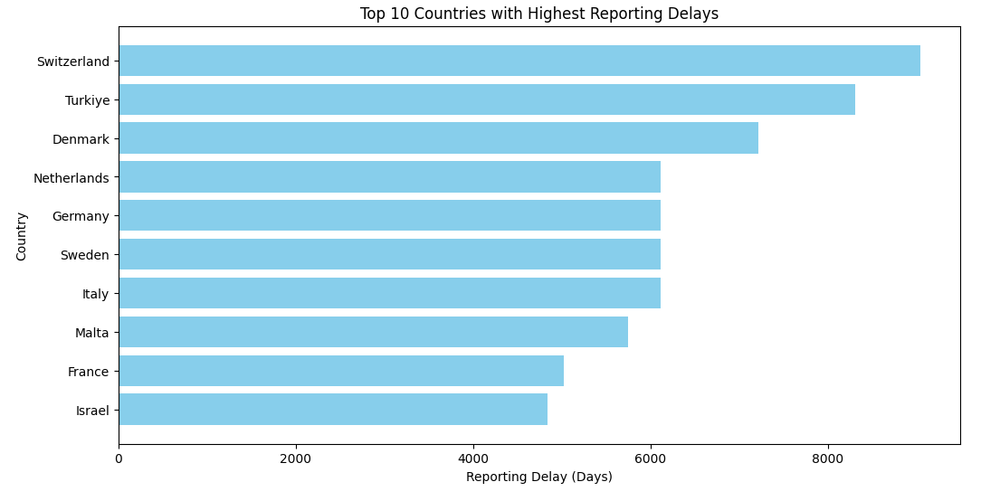 Top 10 Countries with Highest Reporting Delays
Country
Switzerland
Turkiye
Denmark
Netherlands
Germany
Sweden
Italy
Malta
France
Israel
0 2000 4000 6000 8000
Reporting Delay (Days)